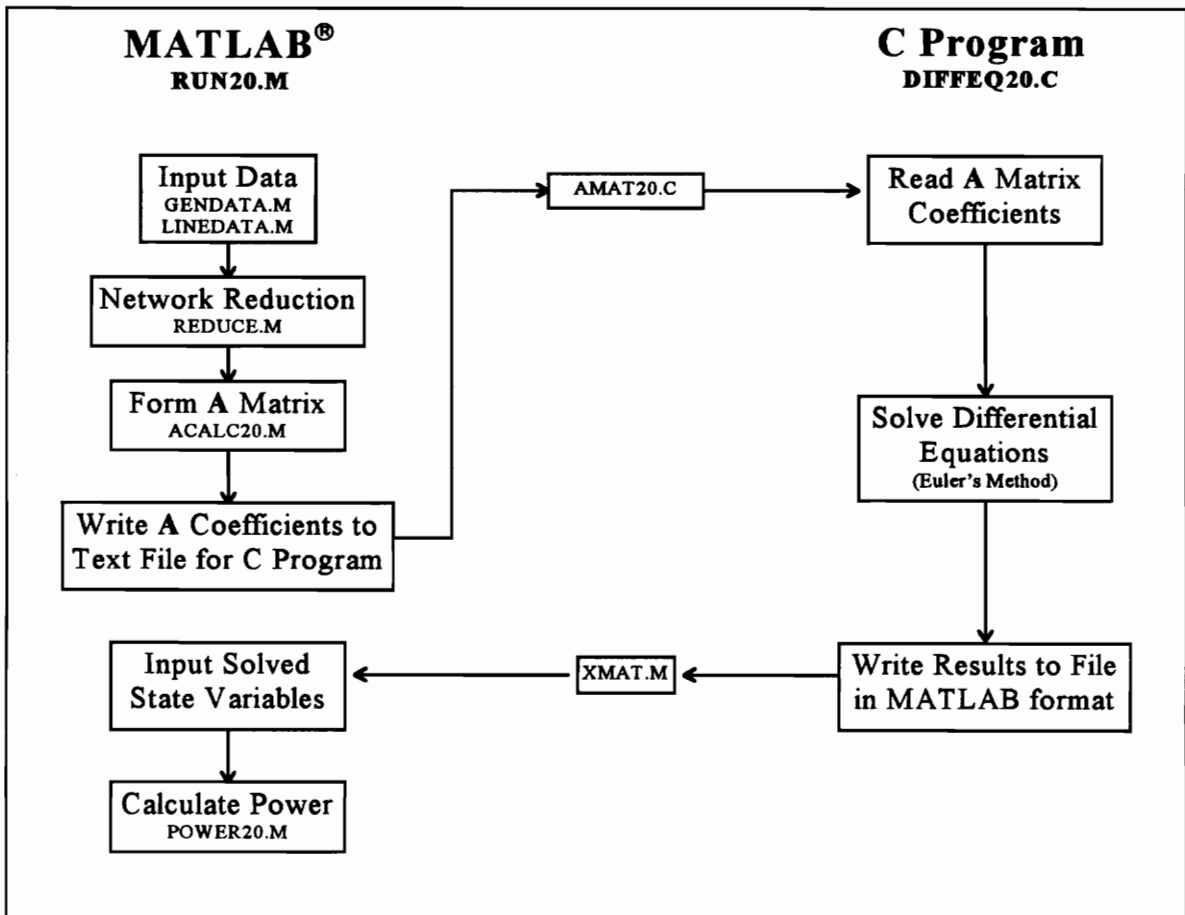 MATLAB®
RUN20.M
Input Data
GENDATA.M
LINEDATA.M
Network Reduction
REDUCE.M
Form A Matrix
ACALC20.M
Write A Coefficients to
Text File for C Program
AMAT20.C
C Program
DIFFEQ20.C
Read A Matrix
Coefficients
Solve Differential
Equations
(Euler's Method)
Write Results to File
in MATLAB format
XMAT.M
Input Solved
State Variables
Calculate Power
POWER20.M